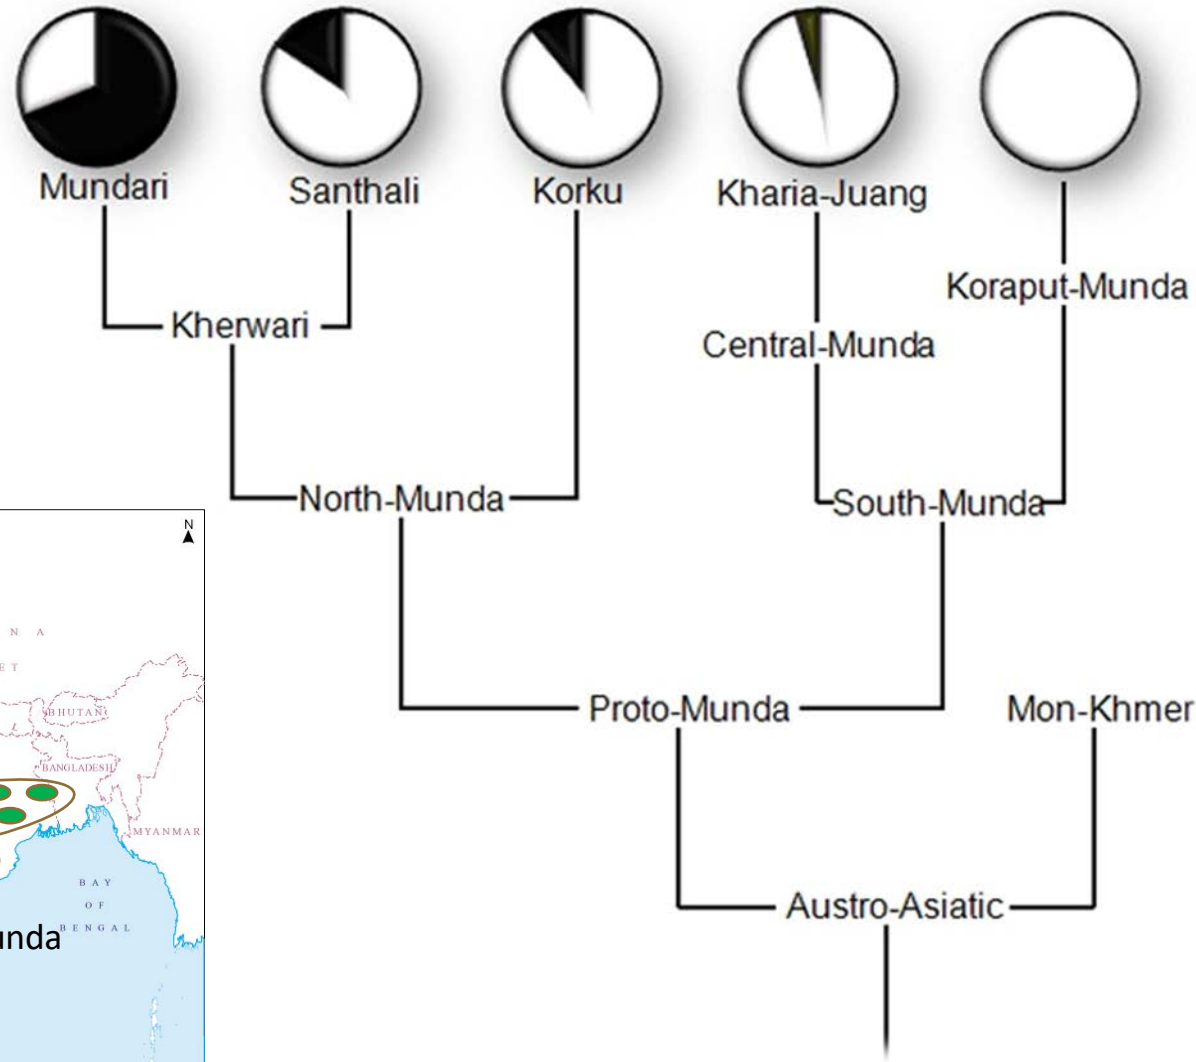 Mundari
Santhali
Korku
Kharia-Juang
Koraput-Munda
Kherwari
Central-Munda
North-Munda
South-Munda
Proto-Munda
Mon-Khmer
Austro-Asiatic
N
N A
E T
BHUTAN
BANGLADESH
MYANMAR
BAY
OF
BENGAL
unda